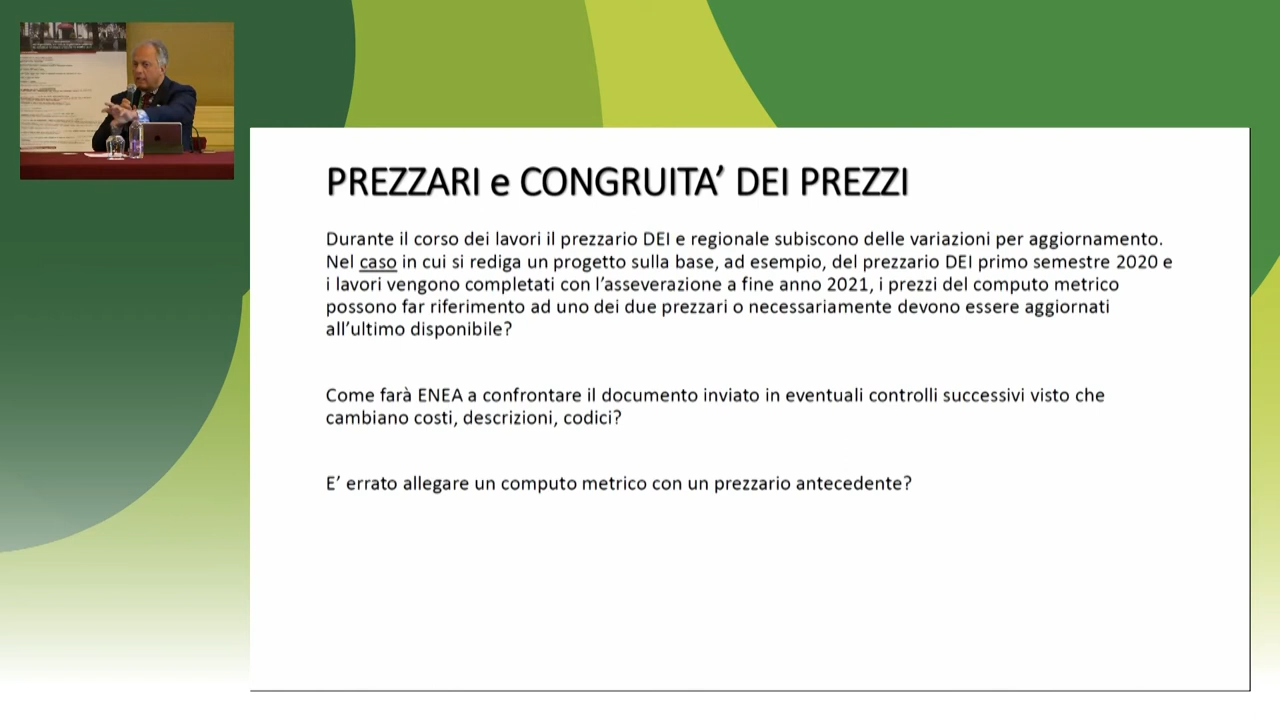 PREZZARI e CONGRUITA’ DEI PREZZI
Durante il corso dei lavori il prezzario DEI e regionale subiscono delle variazioni per aggiornamento.
Nel caso in cui si rediga un progetto sulla base, ad esempio, del prezzario DEI primo semestre 2020 e
i lavori vengono completati con l’asseverazione a fine anno 2021, i prezzi del computo metrico
possono far riferimento ad uno dei due prezzari o necessariamente devono essere aggiornati
all’ultimo disponibile?
Come farà ENEA a confrontare il documento inviato in eventuali controlli successivi visto che
cambiano costi, descrizioni, codici?
E’ errato allegare un computo metrico con un prezzario antecedente?